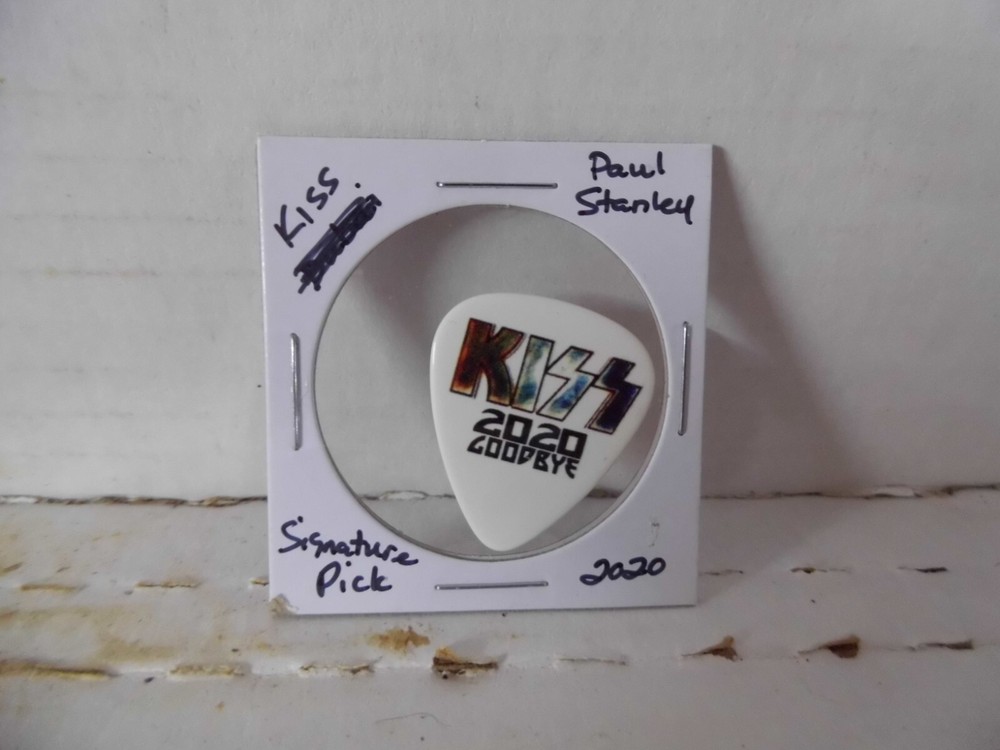 Kiss.
Paul
Stanley
KISS
2020
GOODBYE
Signature
Pick
2020